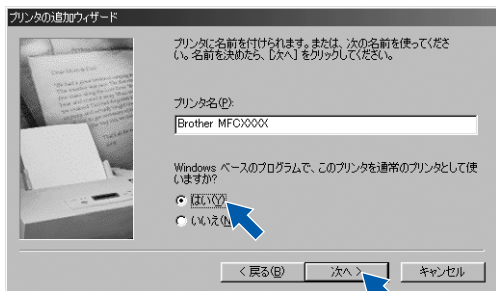 プリンタの追加ウィザード
プリンタに名前を付けられます。または、次の名前を使ってくださ
い。名前を決めたら、[次へ] をクリックしてください。
プリンタ名(P):
Brother MFCXXXX
Windows ベースのプログラムで、このプリンタを通常のプリンタとして使
いますか?
はい(Y)
いいえ(N)
< 戻る(B)
次へ >
キャンセル